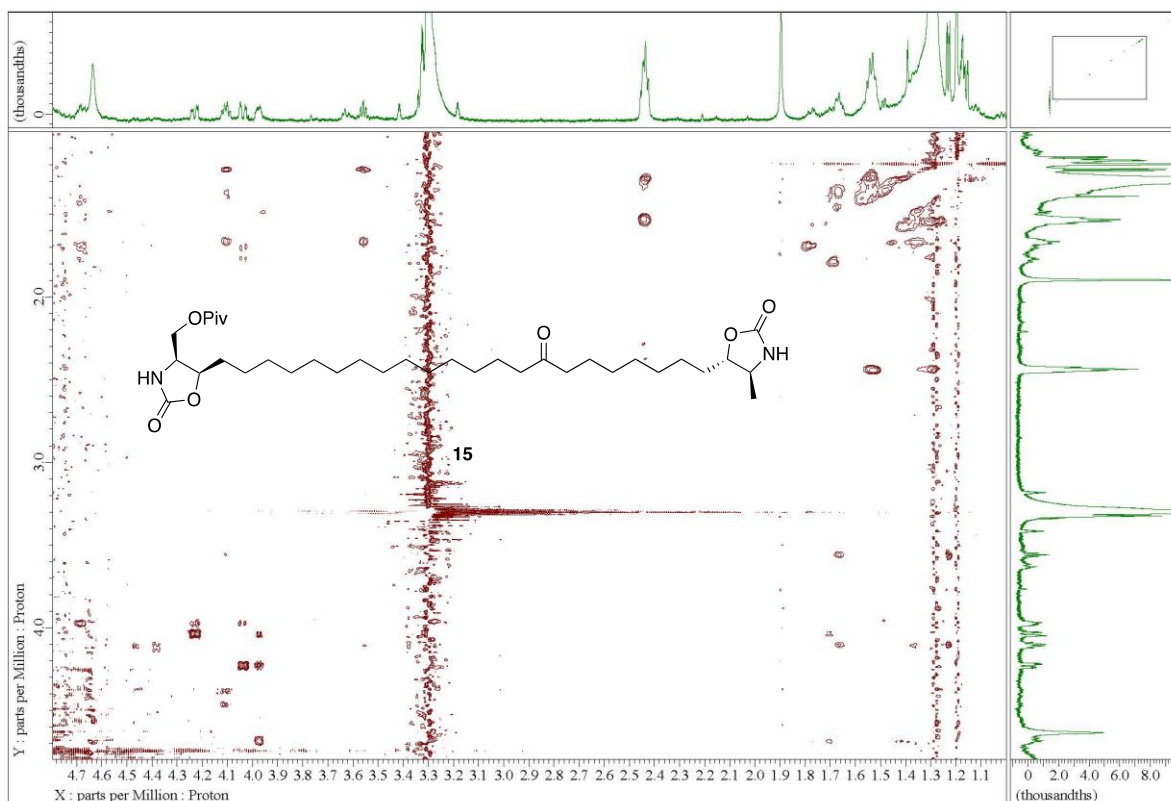 (thousandths)
0
2.0
3.0
4.0
Y : parts per Million : Proton
OPiv
HN
O
O
O
O
O
NH
15
4.7 4.6 4.5 4.4 4.3 4.2 4.1 4.0 3.9 3.8 3.7 3.6 3.5 3.4 3.3 3.2 3.1 3.0 2.9 2.8 2.7 2.6 2.5 2.4 2.3 2.2 2.1 2.0 1.9 1.8 1.7 1.6 1.5 1.4 1.3 1.2 1.1
X : parts per Million : Proton
0 2.0 4.0 6.0 8.0
(thousandths)